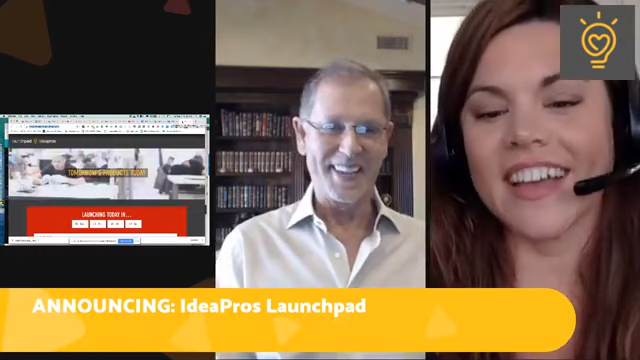 TOMORROW'S PRODUCTS TODAY
LAUNCHING TODAY IN...
ANNOUNCING: IdeaPros Launchpad